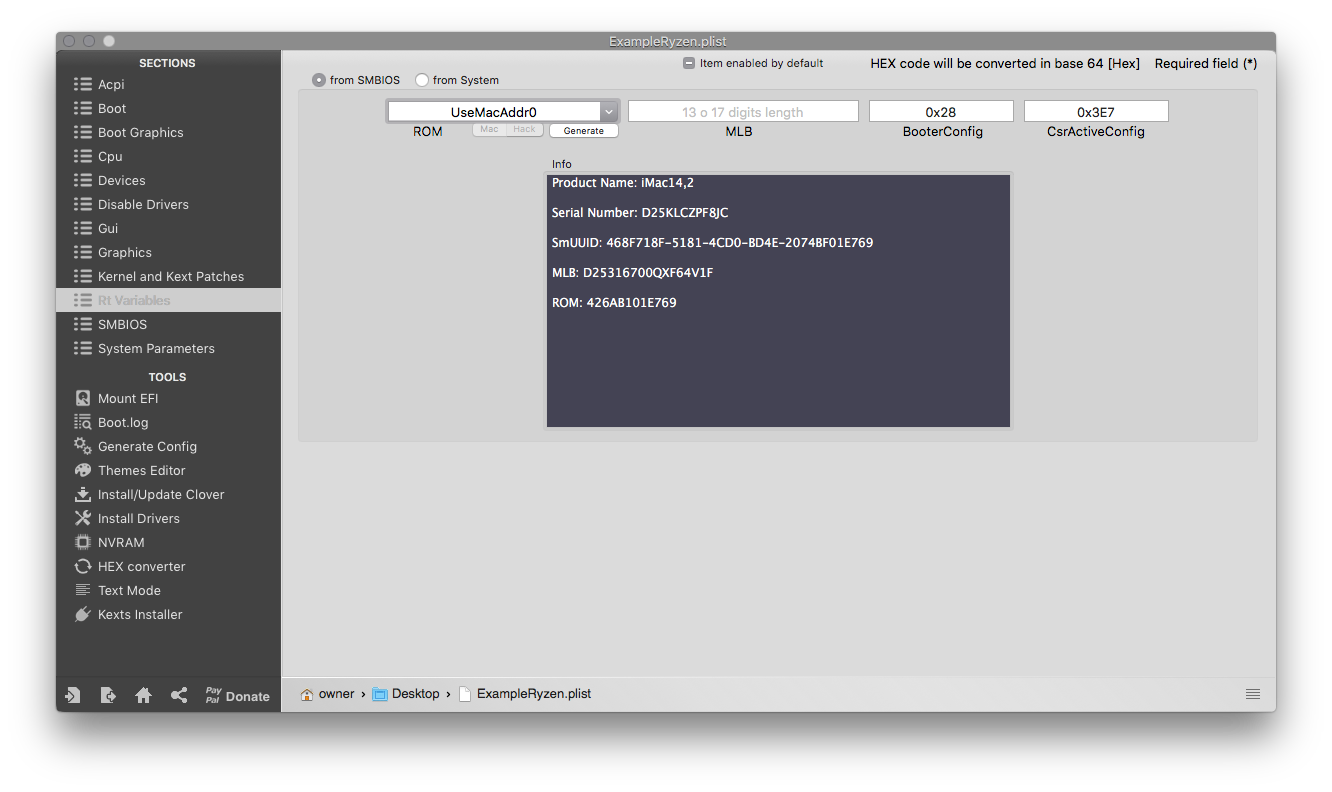 ExampleRyzen.plist
SECTIONS
Acpi
Boot
Boot Graphics
Cpu
Devices
Disable Drivers
Gui
Graphics
Kernel and Kext Patches
Rt Variables
SMBIOS
System Parameters
TOOLS
Mount EFI
Boot.log
Generate Config
Themes Editor
Install/Update Clover
Install Drivers
NVRAM
HEX converter
Text Mode
Kexts Installer
Pay
Pal
Donate
Item enabled by default
HEX code will be converted in base 64 [Hex]
Required field (*)
from SMBIOS
from System
UseMacAddr0
13 o 17 digits length
0x28
0x3E7
ROM
Mac
Hack
Generate
MLB
BooterConfig
CsrActiveConfig
Info
Product Name: iMac14,2
Serial Number: D25KLCZPF8JC
SmUUID: 468F718F-5181-4CD0-BD4E-2074BF01E769
MLB: D25316700QXF64V1F
ROM: 426AB101E769
owner › Desktop › ExampleRyzen.plist